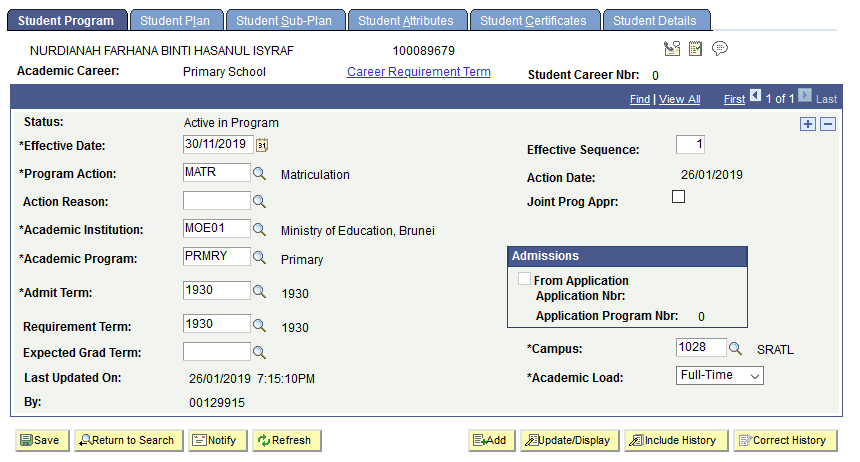 Student Program Student Plan Student Sub-Plan Student Attributes Student Certificates Student Details
NURDIANAH FARHANA BINTI HASANUL ISYRAF 100089679
Academic Career: Primary School Career Requirement Term Student Career Nbr: 0
Find | View All First 1 of 1 Last
Status: Active in Program
*Effective Date: 30/11/2019 31 Effective Sequence: 1
*Program Action: MATR Matriculation Action Date: 26/01/2019
Action Reason: Joint Prog Appr:
*Academic Institution: MOE01 Ministry of Education, Brunei
*Academic Program: PRMRY Primary
Admissions
From Application
Application Nbr:
Application Program Nbr: 0
*Admit Term: 1930 1930
Requirement Term: 1930 1930
Expected Grad Term:
*Campus: 1028 SRATL
Last Updated On: 26/01/2019 7:15:10PM
*Academic Load: Full-Time
By: 00129915
Save Return to Search Notify Refresh Add Update/Display Include History Correct History